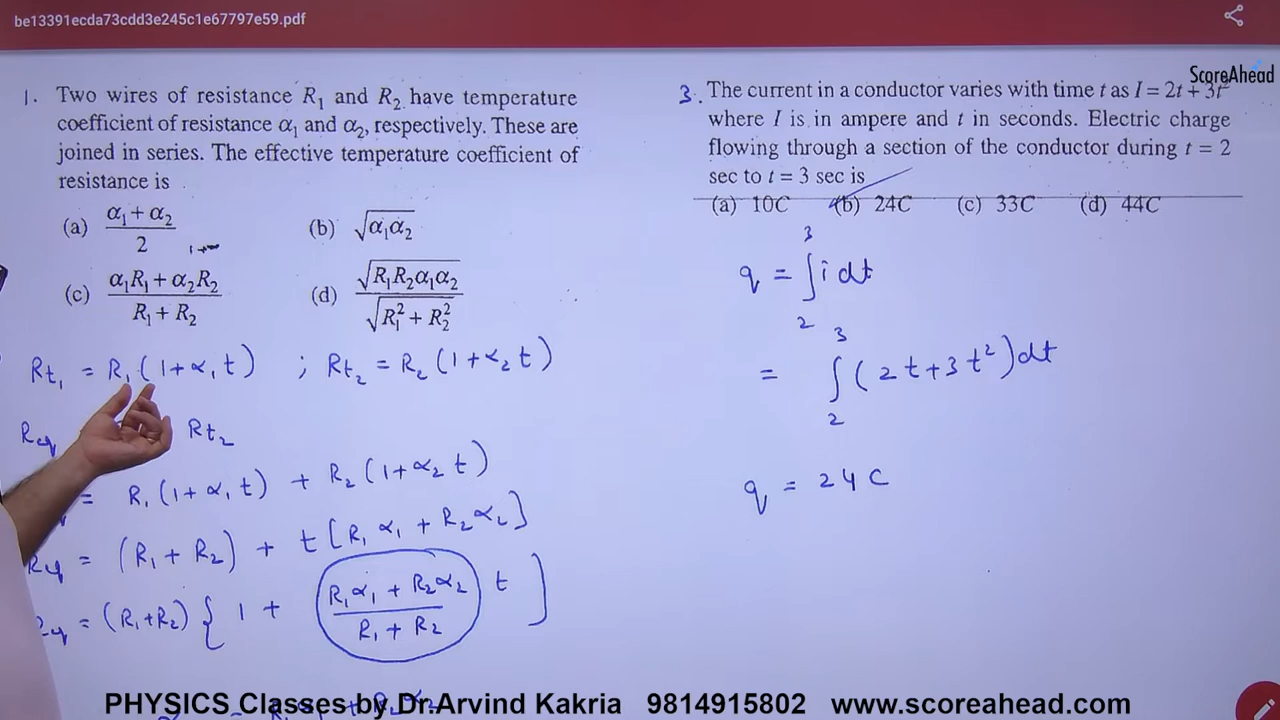 be13391ecda73cdd3e245c1e67797e59.pdf
ScoreAhead
1. Two wires of resistance R₁ and R₂ have temperature
coefficient of resistance α₁ and α₂, respectively. These are
joined in series. The effective temperature coefficient of
resistance is
(a) (α₁ + α₂)/2 (b) √(α₁α₂)
(c) (α₁R₁ + α₂R₂)/(R₁ + R₂) (d) √(R₁R₂α₁α₂)/√(R₁² + R₂²)
Rt₁ = R₁(1+α₁t) ; Rt₂ = R₂(1+α₂t)
Req Rt₂
= R₁(1+α₁t) + R₂(1+α₂t)
Req = (R₁ + R₂) + t[R₁α₁ + R₂α₂]
Req = (R₁+R₂){1 + (R₁α₁ + R₂α₂)/(R₁ + R₂) t]
3. The current in a conductor varies with time t as I = 2t + 3t²
where I is in ampere and t in seconds. Electric charge
flowing through a section of the conductor during t = 2
sec to t = 3 sec is
(a) 10C (b) 24C (c) 33C (d) 44C
q = ∫₂³ i dt
= ∫₂³ (2t+3t²)dt
q = 24C
PHYSICS Classes by Dr.Arvind Kakria 9814915802 www.scoreahead.com